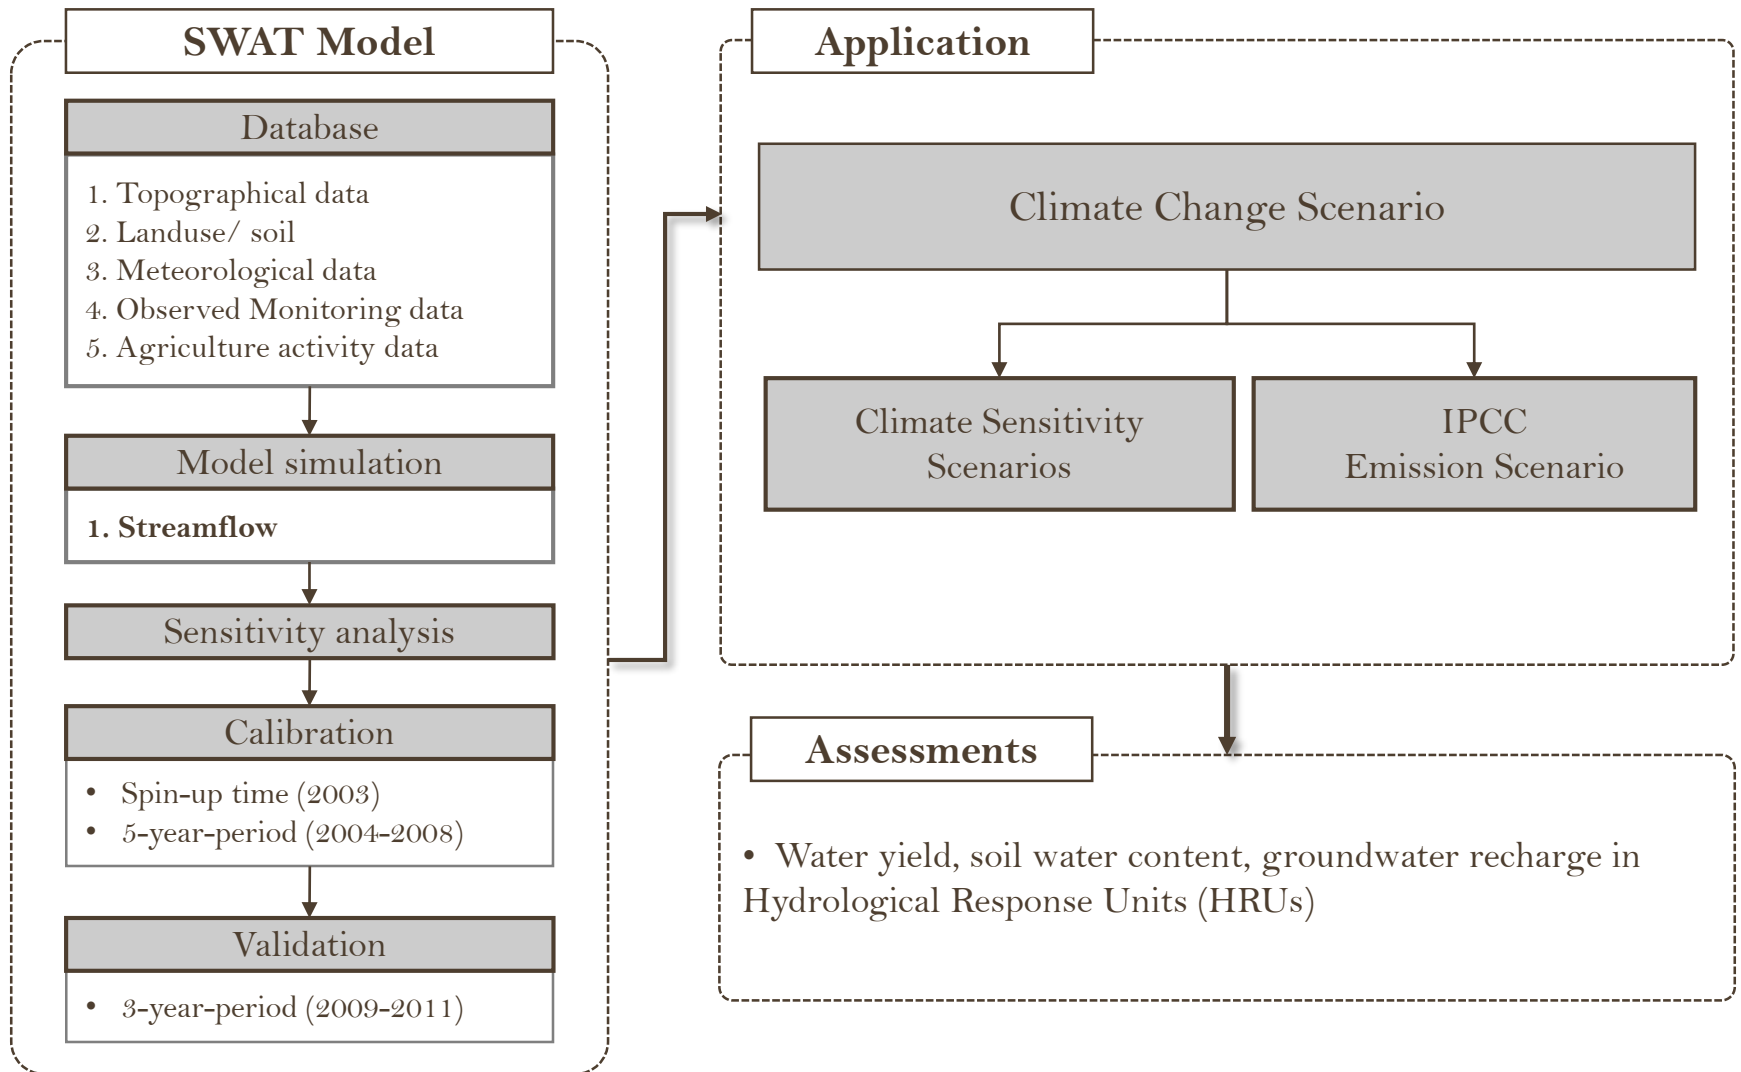 SWAT Model
Database
1. Topographical data
2. Landuse/ soil
3. Meteorological data
4. Observed Monitoring data
5. Agriculture activity data
Model simulation
1. Streamflow
Sensitivity analysis
Calibration
• Spin-up time (2003)
• 5-year-period (2004-2008)
Validation
• 3-year-period (2009-2011)
Application
Climate Change Scenario
Climate Sensitivity
Scenarios
IPCC
Emission Scenario
Assessments
• Water yield, soil water content, groundwater recharge in
Hydrological Response Units (HRUs)